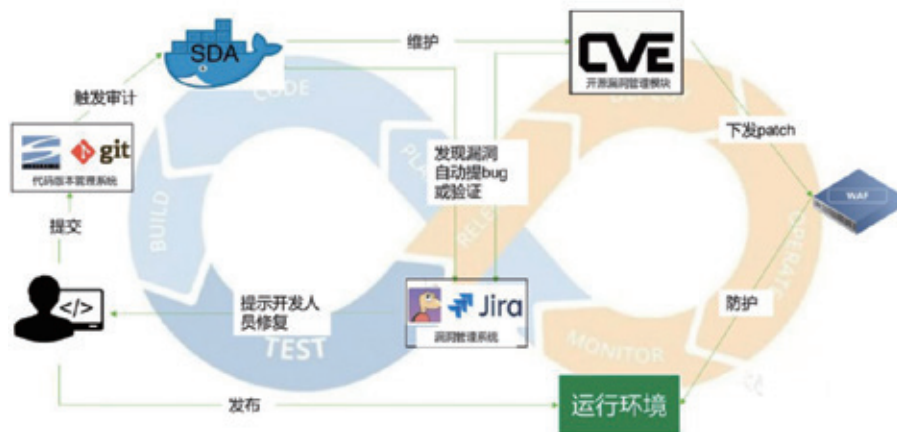 SDA
维护
CVE
开源漏洞管理模块
CODE
触发审计
git
代码版本管理系统
发现漏洞
自动提bug
或验证
下发patch
WAF
BUILD
OPERATE
提交
</>
提示开发人
员修复
Jira
漏洞管理系统
防护
TEST
MONITOR
发布
运行环境